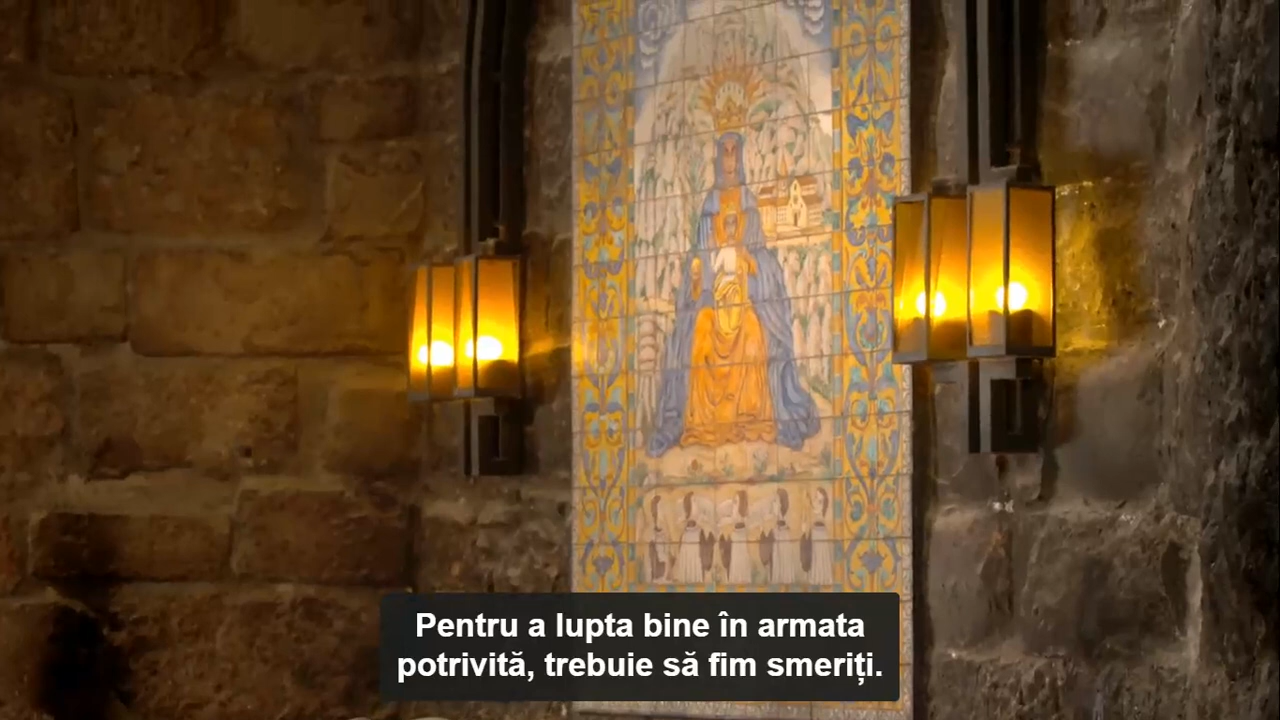 Pentru a lupta bine în armata
potrivită, trebuie să fim smeriți.